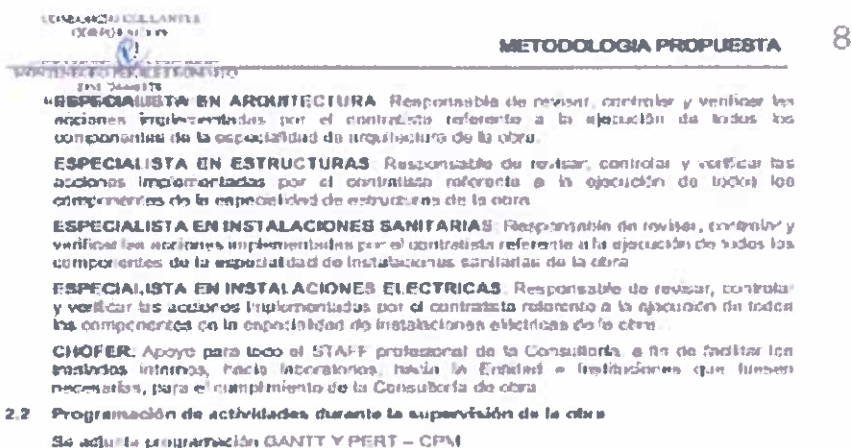 METODOLOGIA PROPUESTA 8
"ESPECIALISTA EN ARQUITECTURA: Responsable de revisar, controlar y verificar las
acciones implementadas por el contratista referente a la ejecución de todos los
componentes de la especialidad de arquitectura de la obra.
ESPECIALISTA EN ESTRUCTURAS: Responsable de revisar, controlar y verificar las
acciones implementadas por el contratista referente a la ejecución de todos los
componentes de la especialidad de estructuras de la obra
ESPECIALISTA EN INSTALACIONES SANITARIAS: Responsable de revisar, controlar y
verificar las acciones implementadas por el contratista referente a la ejecución de todos los
componentes de la especialidad de instalaciones sanitarias de la obra
ESPECIALISTA EN INSTALACIONES ELECTRICAS: Responsable de revisar, controlar
y verificar las acciones implementadas por el contratista referente a la ejecución de todos
los componentes en la especialidad de instalaciones eléctricas de la obra
CHOFER: Apoyo para todo el STAFF profesional de la Consultoría, a fin de facilitar los
traslados internos, hacia laboratorios, hacia la Entidad e Instituciones que fuesen
necesarias, para el cumplimiento de la Consultoría de obra
2.2 Programación de actividades durante la supervisión de la obra
Se adjunta programación GANTT Y PERT – CPM